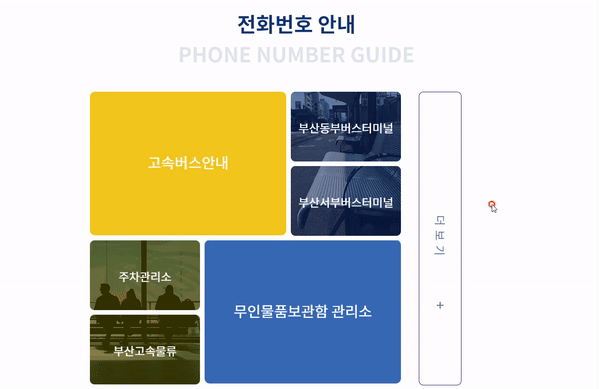 전화번호 안내
PHONE NUMBER GUIDE
고속버스안내
부산동부버스터미널
부산서부버스터미널
주차관리소
부산고속물류
무인물품보관함 관리소
더보기 +